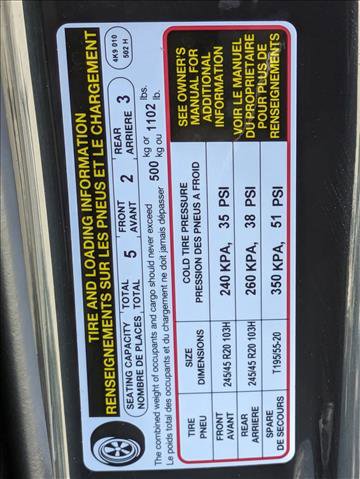 TIRE AND LOADING INFORMATION
RENSEIGNEMENTS SUR LES PNEUS ET LE CHARGEMENT
4K9 010
502 H
SEATING CAPACITY TOTAL 5 FRONT 2 REAR 3
NOMBRE DE PLACES TOTAL AVANT ARRIÈRE
The combined weight of occupants and cargo should never exceed 500 kg or 1102 lbs.
Le poids total des occupants et du chargement ne doit jamais dépasser kg ou lb.
TIRE SIZE COLD TIRE PRESSURE
PNEU DIMENSIONS PRESSION DES PNEUS A FROID
FRONT 245/45 R20 103H 240 KPA, 35 PSI
AVANT
REAR 245/45 R20 103H 260 KPA, 38 PSI
ARRIERE
SPARE T195/55-20 350 KPA, 51 PSI
DE SECOURS
SEE OWNER'S
MANUAL FOR
ADDITIONAL
INFORMATION
VOIR LE MANUEL
DU PROPRIÉTAIRE
POUR PLUS DE
RENSEIGNEMENTS